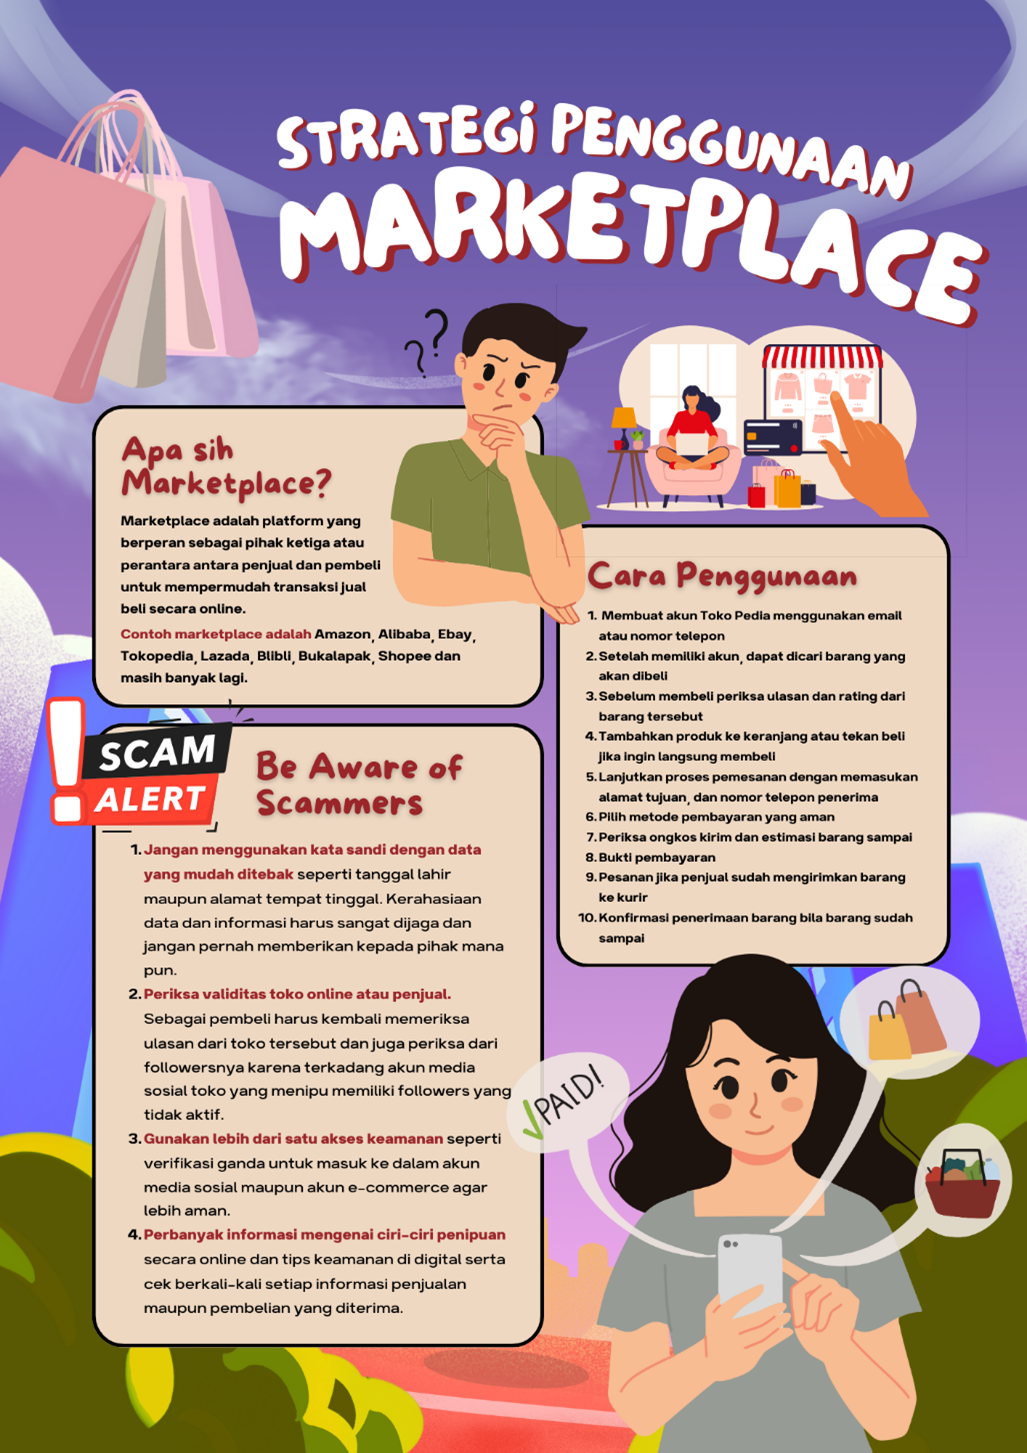 STRATEGI PENGGUNAAN
MARKETPLACE
? ?
Apa sih
Marketplace?
Marketplace adalah platform yang
berperan sebagai pihak ketiga atau
perantara antara penjual dan pembeli
untuk mempermudah transaksi jual
beli secara online.
Contoh marketplace adalah Amazon, Alibaba, Ebay,
Tokopedia, Lazada, Blibli, Bukalapak, Shopee dan
masih banyak lagi.
Cara Penggunaan
1. Membuat akun Toko Pedia menggunakan email
atau nomor telepon
2. Setelah memiliki akun, dapat dicari barang yang
akan dibeli
3. Sebelum membeli periksa ulasan dan rating dari
barang tersebut
4. Tambahkan produk ke keranjang atau tekan beli
jika ingin langsung membeli
5. Lanjutkan proses pemesanan dengan memasukan
alamat tujuan, dan nomor telepon penerima
6. Pilih metode pembayaran yang aman
7. Periksa ongkos kirim dan estimasi barang sampai
8. Bukti pembayaran
9. Pesanan jika penjual sudah mengirimkan barang
ke kurir
10. Konfirmasi penerimaan barang bila barang sudah
sampai
! SCAM
ALERT
Be Aware of
Scammers
1. Jangan menggunakan kata sandi dengan data
yang mudah ditebak seperti tanggal lahir
maupun alamat tempat tinggal. Kerahasiaan
data dan informasi harus sangat dijaga dan
jangan pernah memberikan kepada pihak mana
pun.
2. Periksa validitas toko online atau penjual.
Sebagai pembeli harus kembali memeriksa
ulasan dari toko tersebut dan juga periksa dari
followersnya karena terkadang akun media
sosial toko yang menipu memiliki followers yang
tidak aktif.
3. Gunakan lebih dari satu akses keamanan seperti
verifikasi ganda untuk masuk ke dalam akun
media sosial maupun akun e-commerce agar
lebih aman.
4. Perbanyak informasi mengenai ciri-ciri penipuan
secara online dan tips keamanan di digital serta
cek berkali-kali setiap informasi penjualan
maupun pembelian yang diterima.
√PAID!